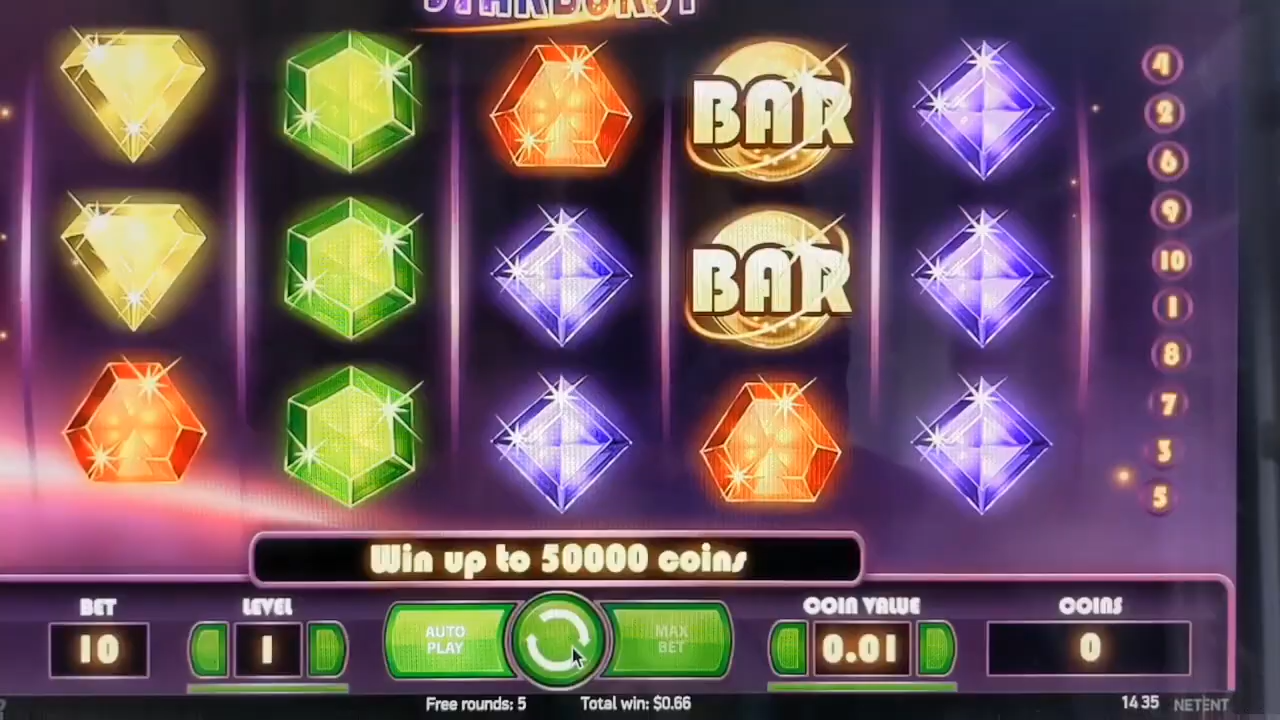 STARBURST
BAR
BAR
4
2
6
9
10
1
8
7
3
5
Win up to 50000 coins
BET
10
LEVEL
1
AUTO
PLAY
MAX
BET
COIN VALUE
0.01
COINS
0
Free rounds: 5
Total win: $0.66
14 35
NETENT